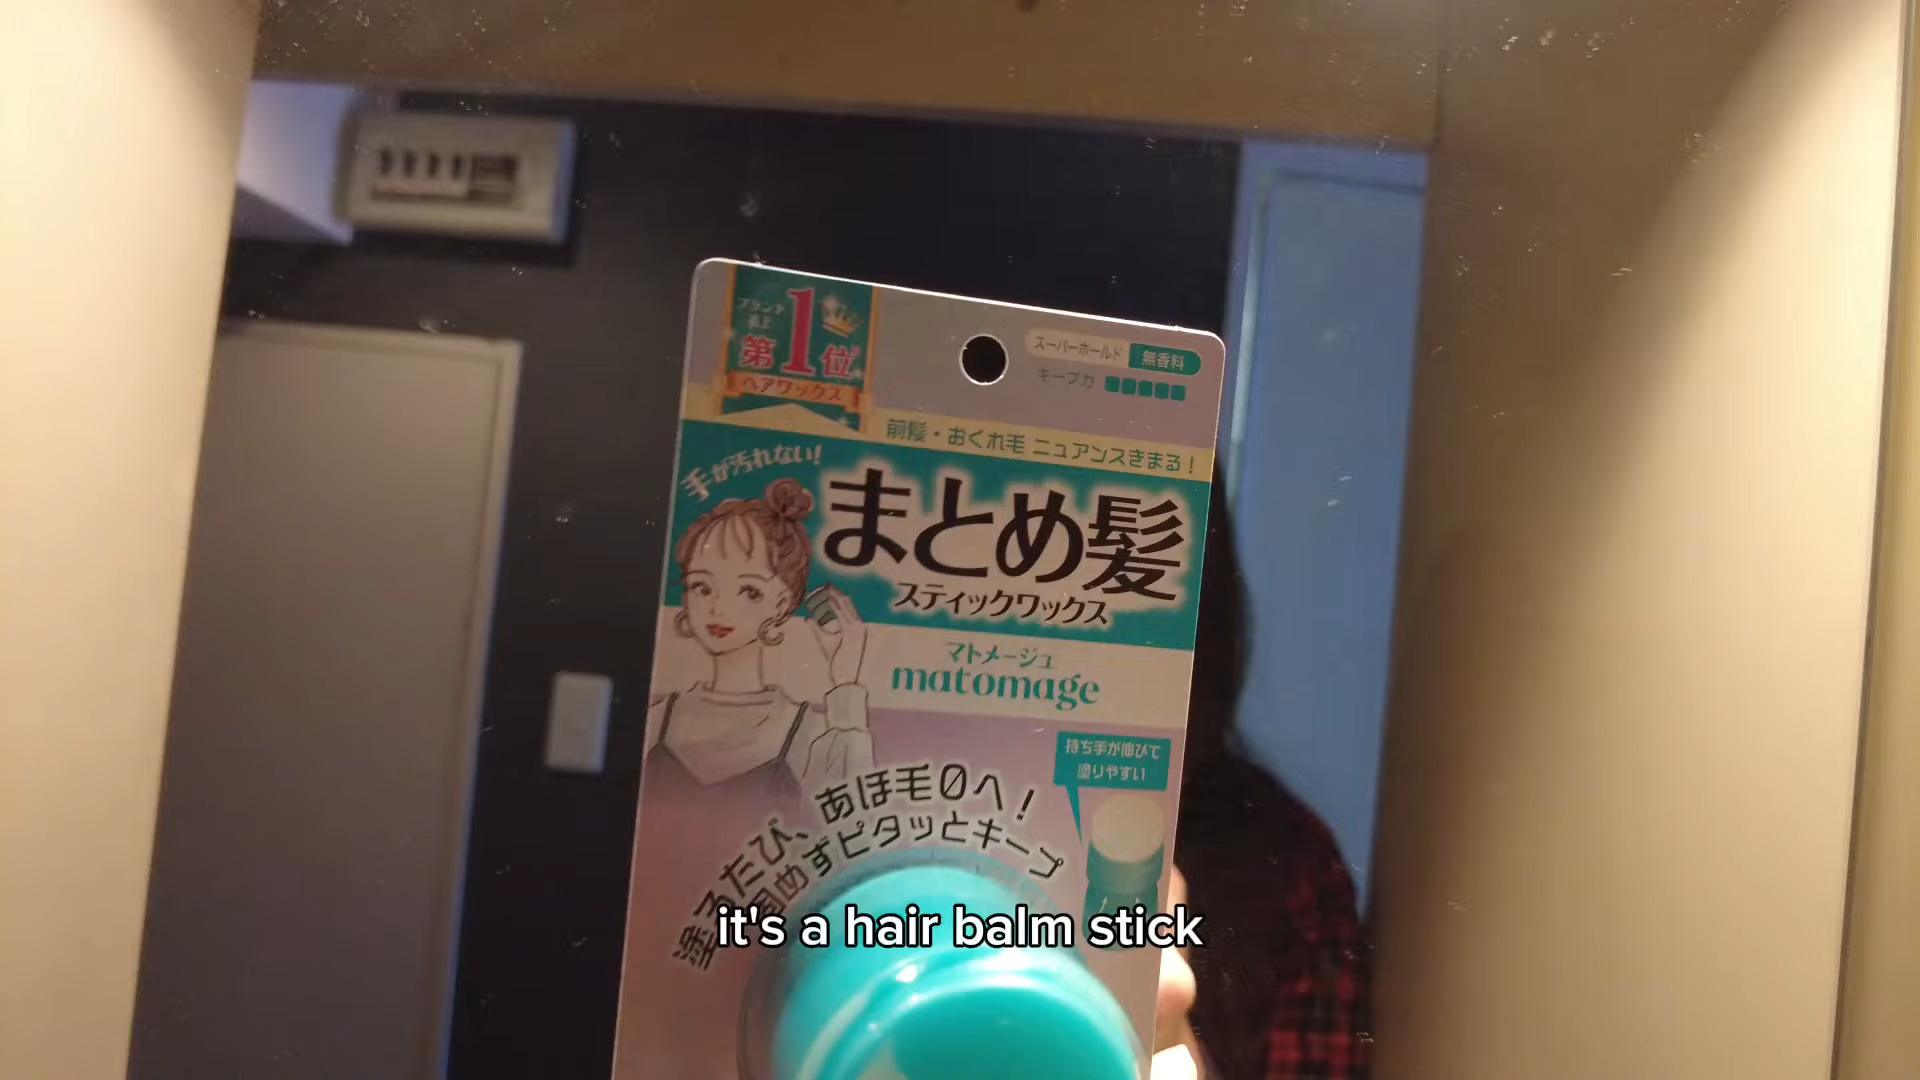 ブランド
売上
第1位
ヘアワックス
スーパーホールド 無香料
キープ力
前髪・おくれ毛 ニュアンスきまる!
手が汚れない!
まとめ髪
スティックワックス
マトメージュ
matomage
持ち手が伸びて
塗りやすい
塗るたび、あほ毛0へ!
固めずピタッとキープ
it's a hair balm stick